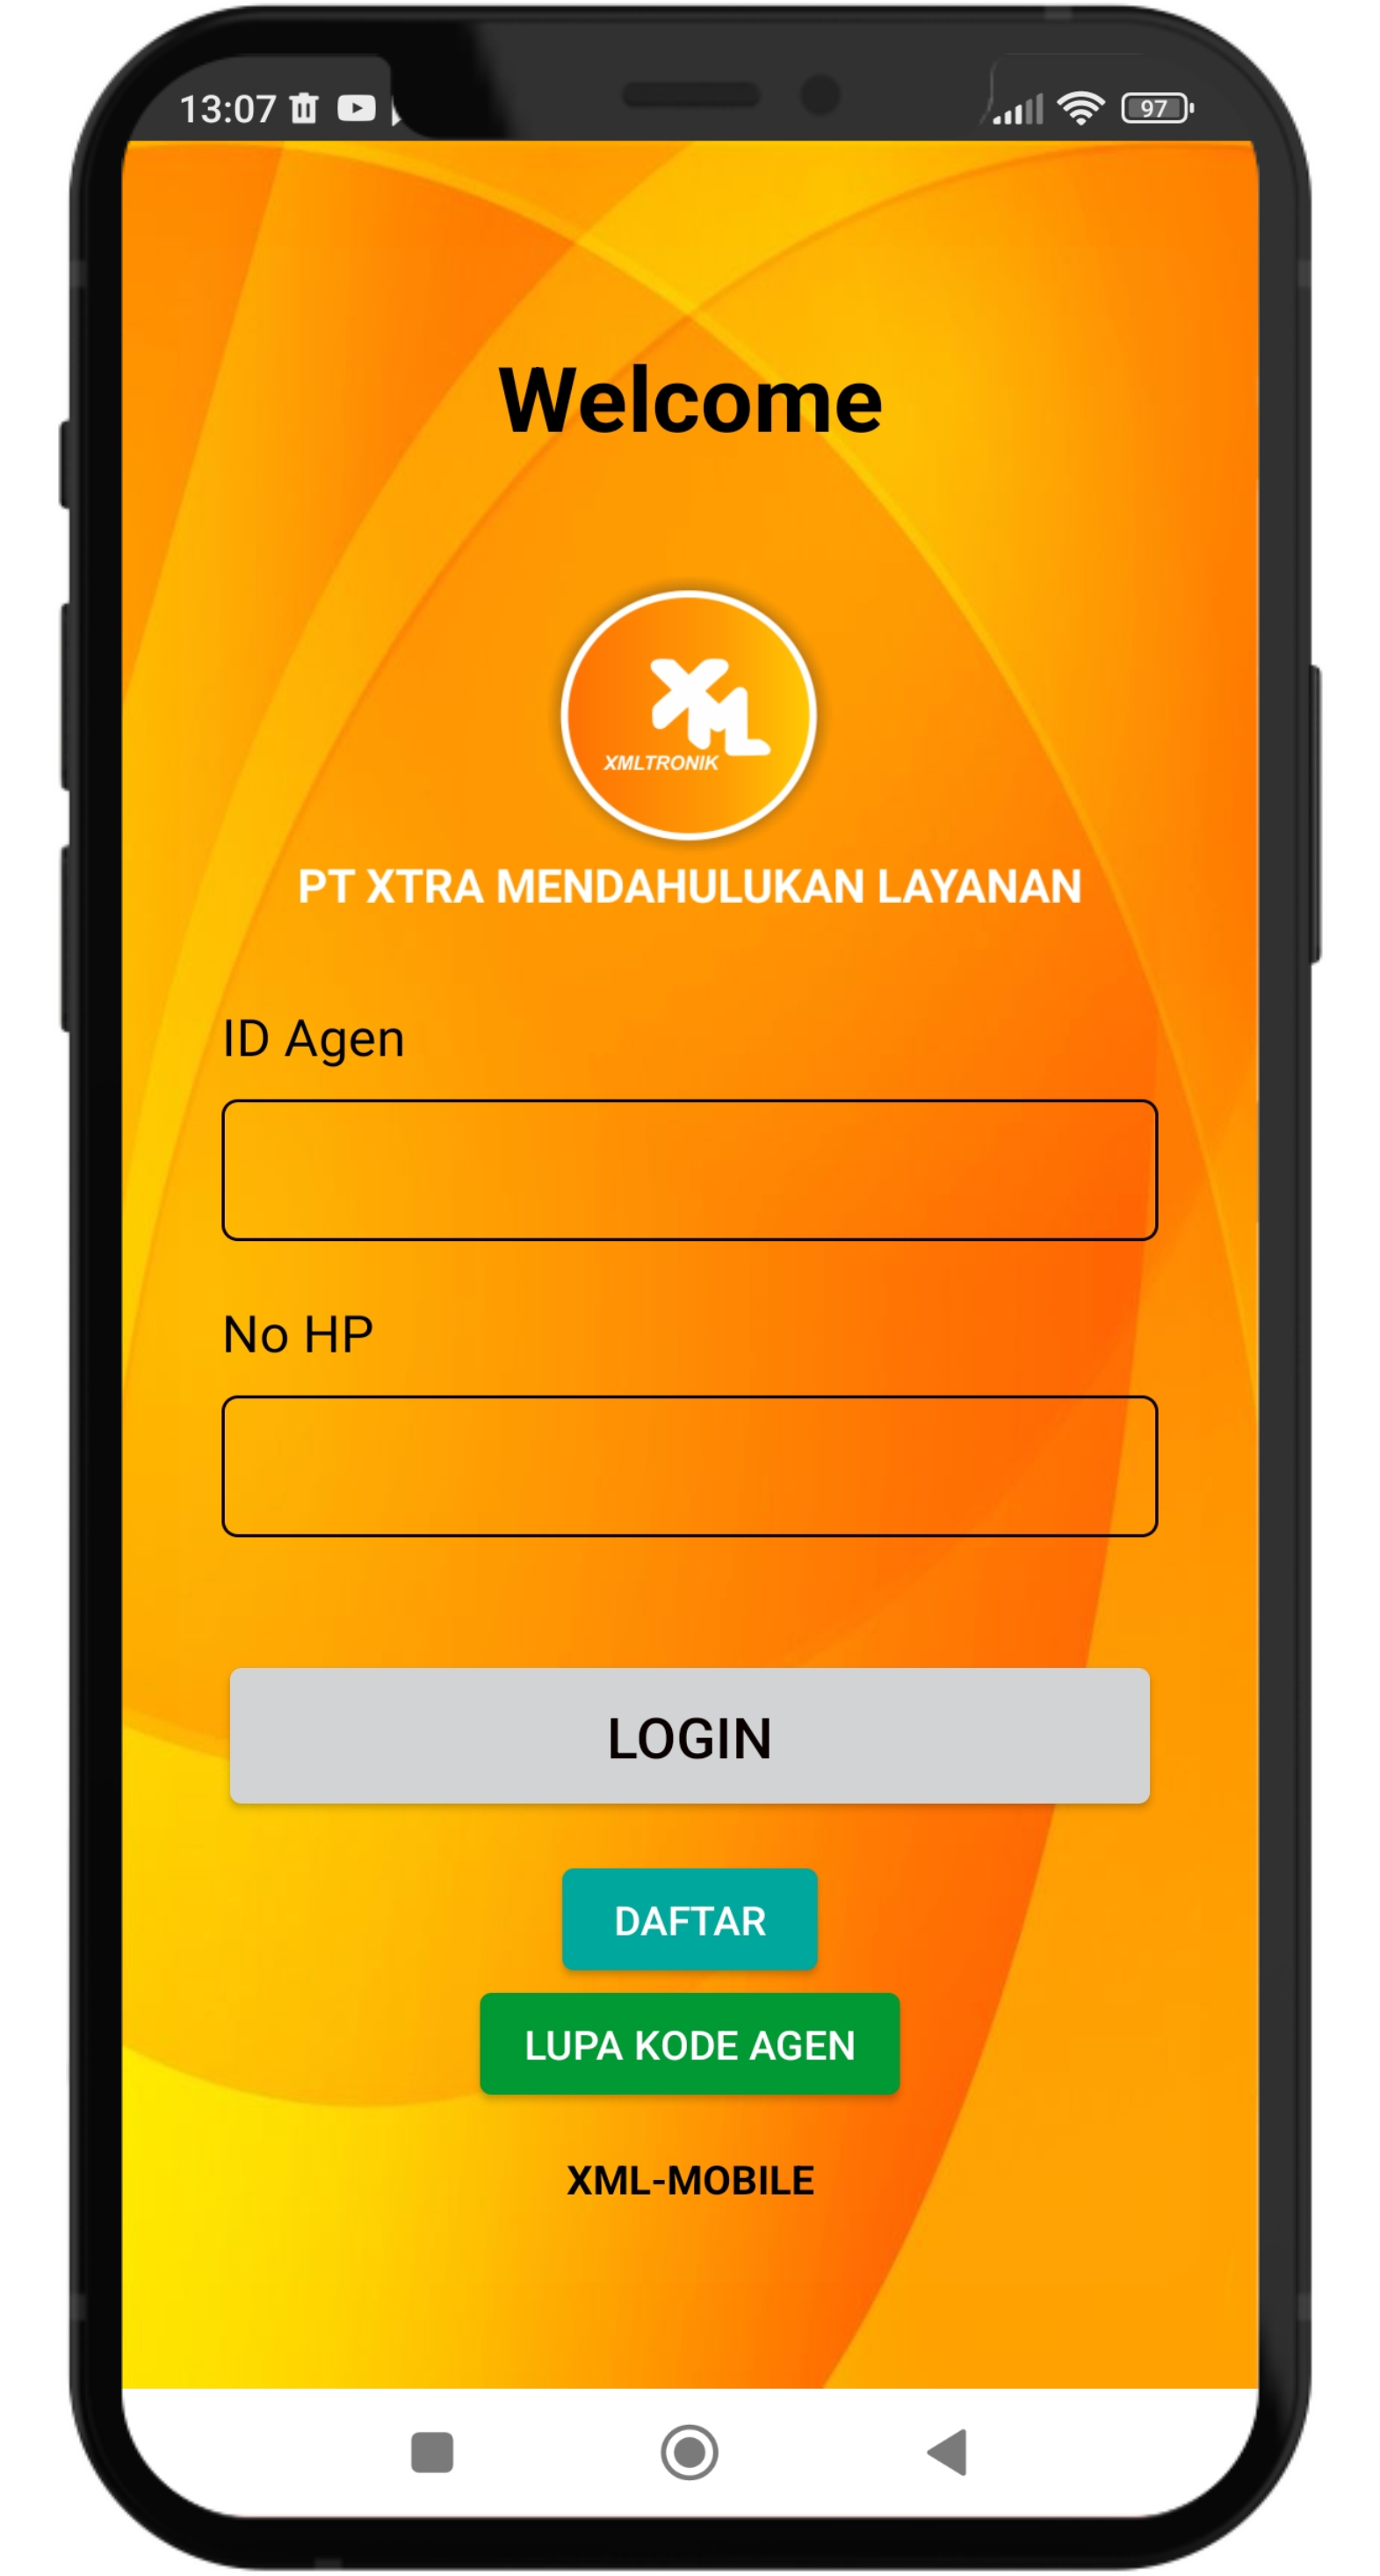 13:07
97
Welcome
XML
XMLTRONIK
PT XTRA MENDAHULUKAN LAYANAN
ID Agen
No HP
LOGIN
DAFTAR
LUPA KODE AGEN
XML-MOBILE